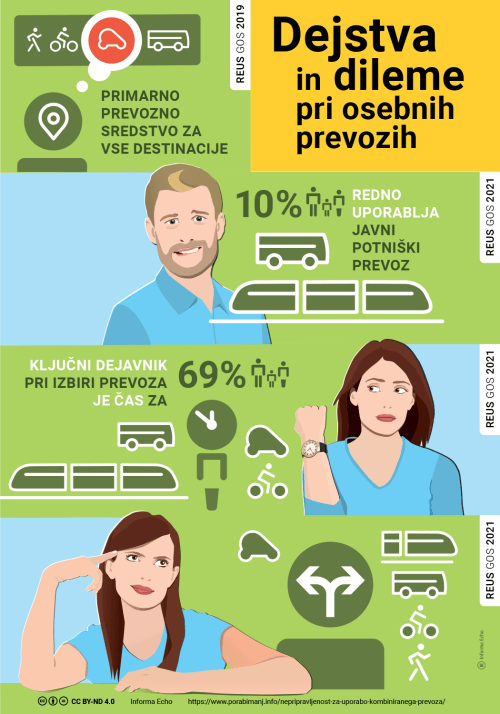 REUS GOS 2019
Dejstva
in dileme
pri osebnih
prevozih
PRIMARNO
PREVOZNO
SREDSTVO ZA
VSE DESTINACIJE
10%
REDNO
UPORABLJA
JAVNI
POTNIŠKI
PREVOZ
REUS GOS 2021
KLJUČNI DEJAVNIK
PRI IZBIRI PREVOZA
JE ČAS ZA
69%
REUS GOS 2021
REUS GOS 2021
Informa Echo
CC BY-ND 4.0 Informa Echo https://www.porabimanj.info/nepripravljenost-za-uporabo-kombiniranega-prevoza/